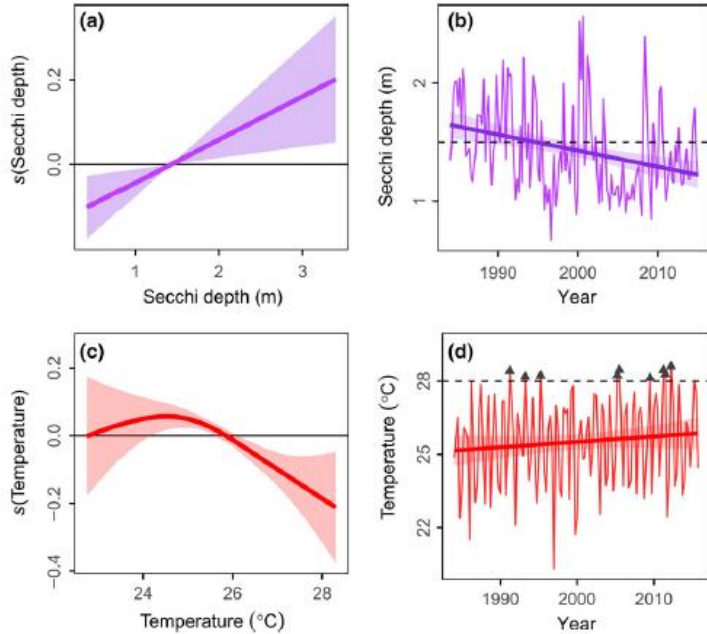 (a)
s(Secchi depth)
0.2
0.0
1 2 3
Secchi depth (m)
(b)
Secchi depth (m)
2
1
1990 2000 2010
Year
(c)
s(Temperature)
0.2
0.0
−0.2
−0.4
24 26 28
Temperature (°C)
(d)
Temperature (°C)
28
25
22
1990 2000 2010
Year